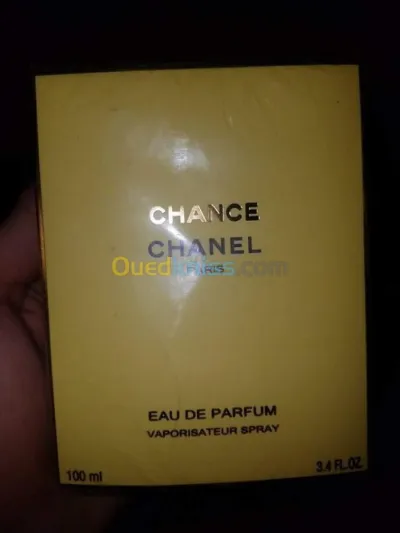 CHANCE
CHANEL
PARIS
Ouedkniss.com
EAU DE PARFUM
VAPORISATEUR SPRAY
100 ml
3.4 FL.OZ.